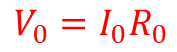 V₀ = I₀R₀